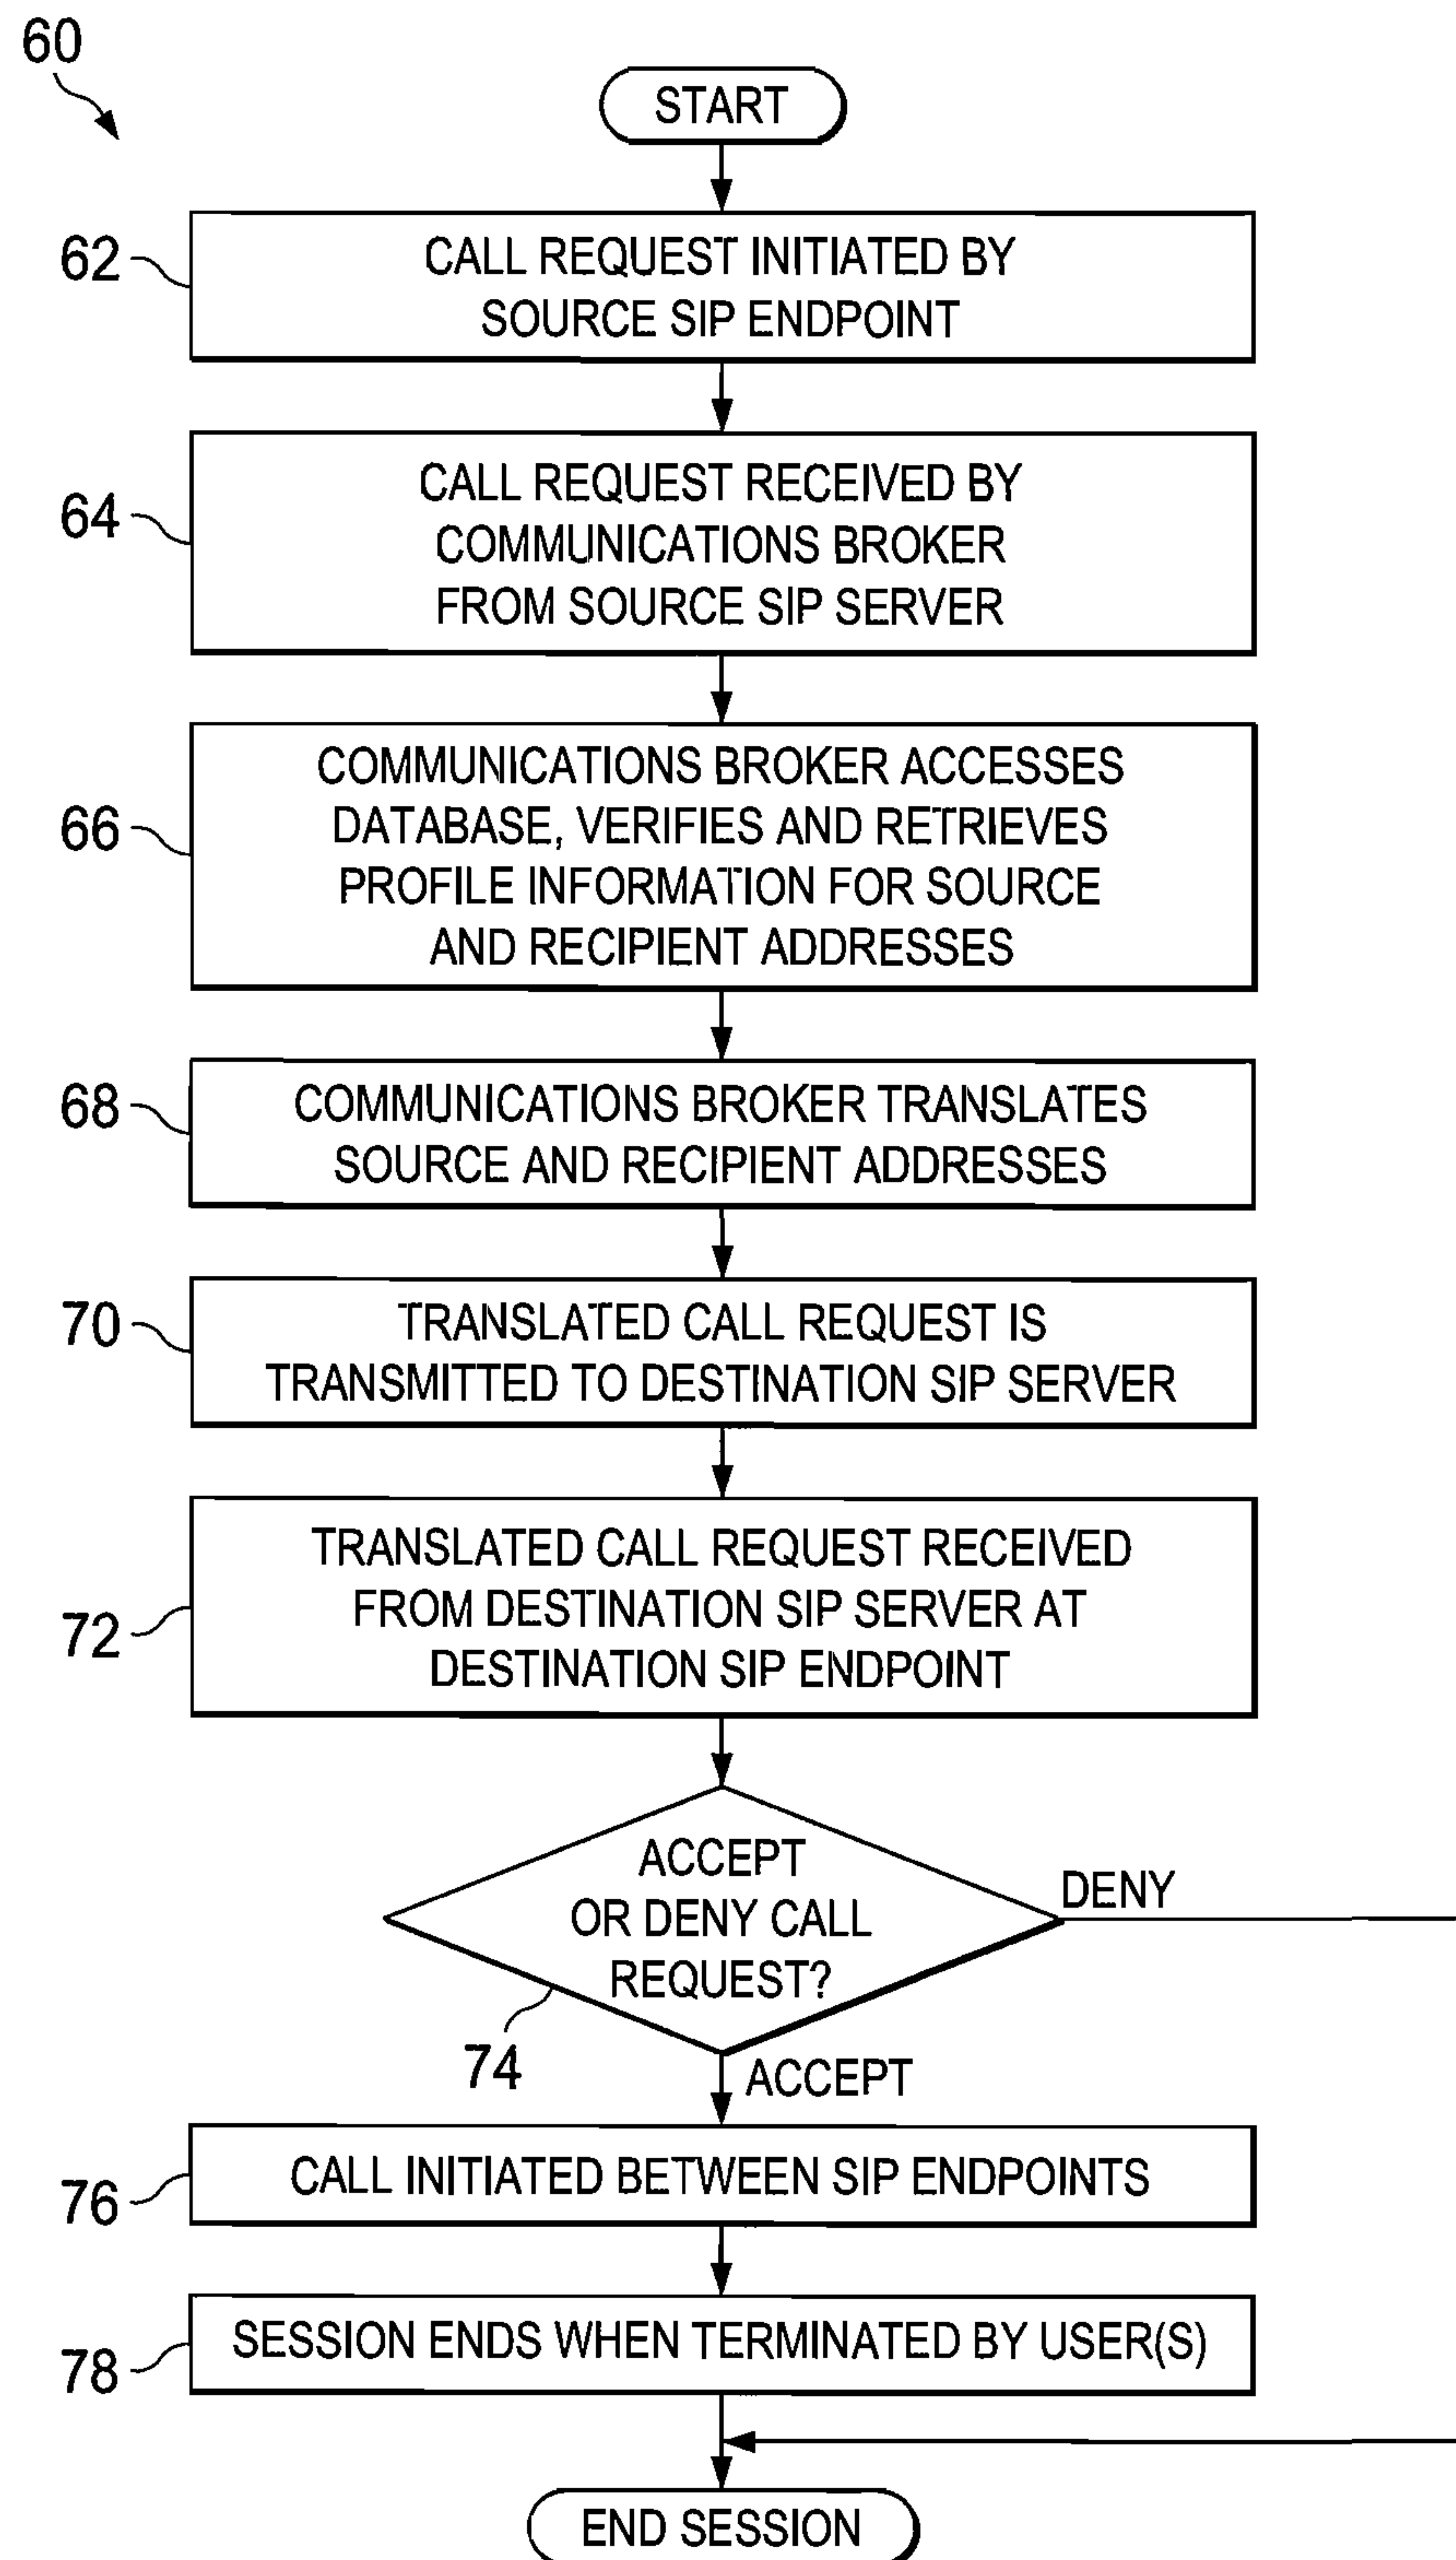 60
START
62
CALL REQUEST INITIATED BY
SOURCE SIP ENDPOINT
64
CALL REQUEST RECEIVED BY
COMMUNICATIONS BROKER
FROM SOURCE SIP SERVER
66
COMMUNICATIONS BROKER ACCESSES
DATABASE, VERIFIES AND RETRIEVES
PROFILE INFORMATION FOR SOURCE
AND RECIPIENT ADDRESSES
68
COMMUNICATIONS BROKER TRANSLATES
SOURCE AND RECIPIENT ADDRESSES
70
TRANSLATED CALL REQUEST IS
TRANSMITTED TO DESTINATION SIP SERVER
72
TRANSLATED CALL REQUEST RECEIVED
FROM DESTINATION SIP SERVER AT
DESTINATION SIP ENDPOINT
ACCEPT
OR DENY CALL
REQUEST?
DENY
74
ACCEPT
76
CALL INITIATED BETWEEN SIP ENDPOINTS
78
SESSION ENDS WHEN TERMINATED BY USER(S)
END SESSION